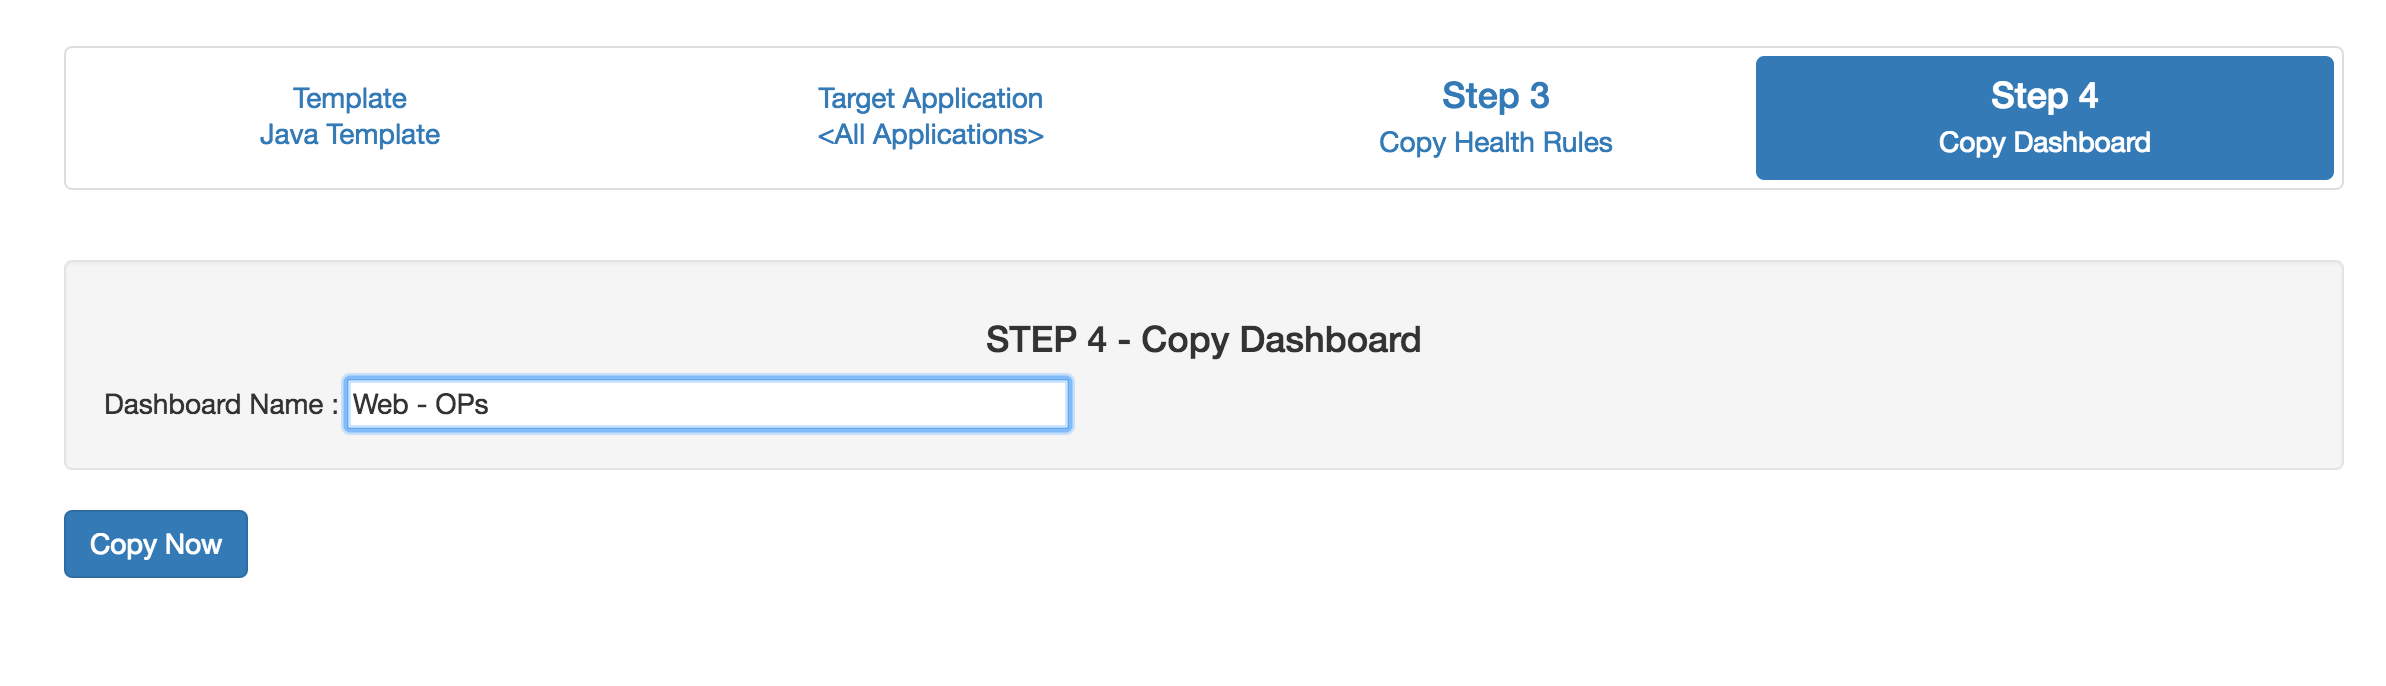 Template
Java Template
Target Application
<All Applications>
Step 3
Copy Health Rules
Step 4
Copy Dashboard
STEP 4 - Copy Dashboard
Dashboard Name : Web - OPs
Copy Now